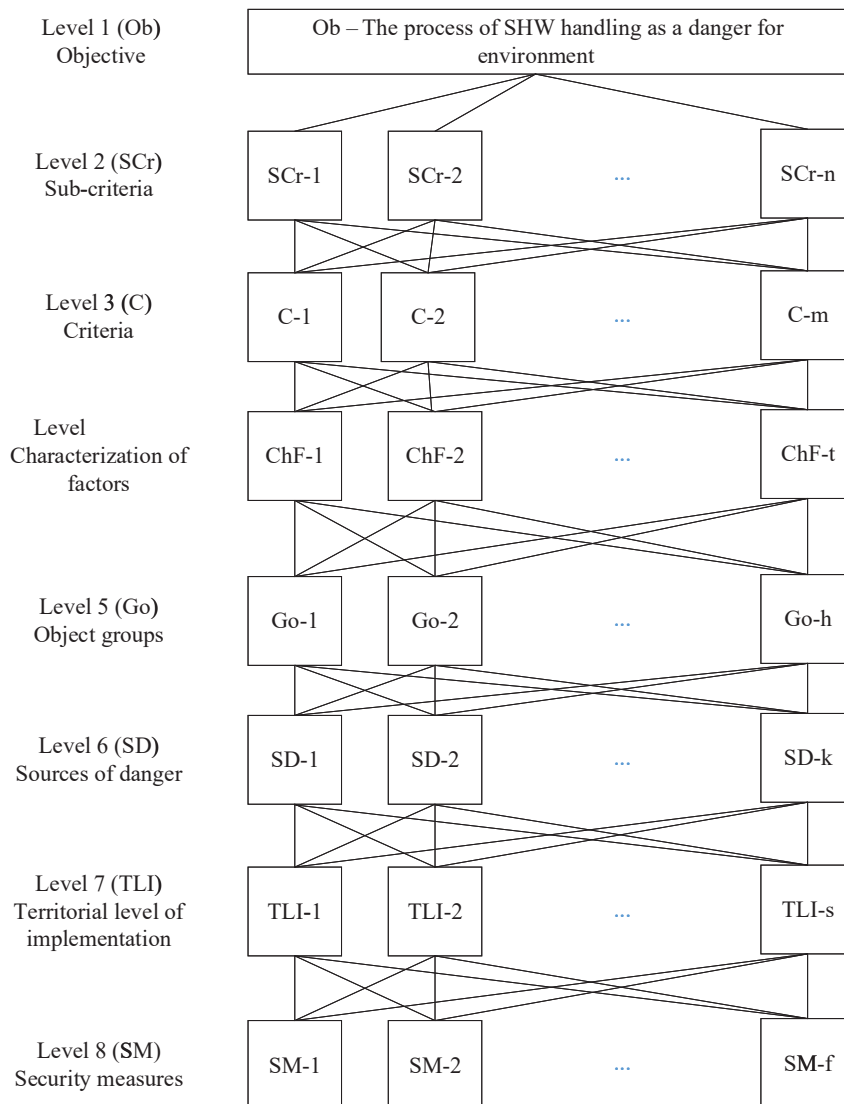 Level 1 (Ob)
Objective
Ob – The process of SHW handling as a danger for
environment
Level 2 (SCr)
Sub-criteria
SCr-1
SCr-2
...
SCr-n
Level 3 (C)
Criteria
C-1
C-2
...
C-m
Level
Characterization of
factors
ChF-1
ChF-2
...
ChF-t
Level 5 (Go)
Object groups
Go-1
Go-2
...
Go-h
Level 6 (SD)
Sources of danger
SD-1
SD-2
...
SD-k
Level 7 (TLI)
Territorial level of
implementation
TLI-1
TLI-2
...
TLI-s
Level 8 (SM)
Security measures
SM-1
SM-2
...
SM-f